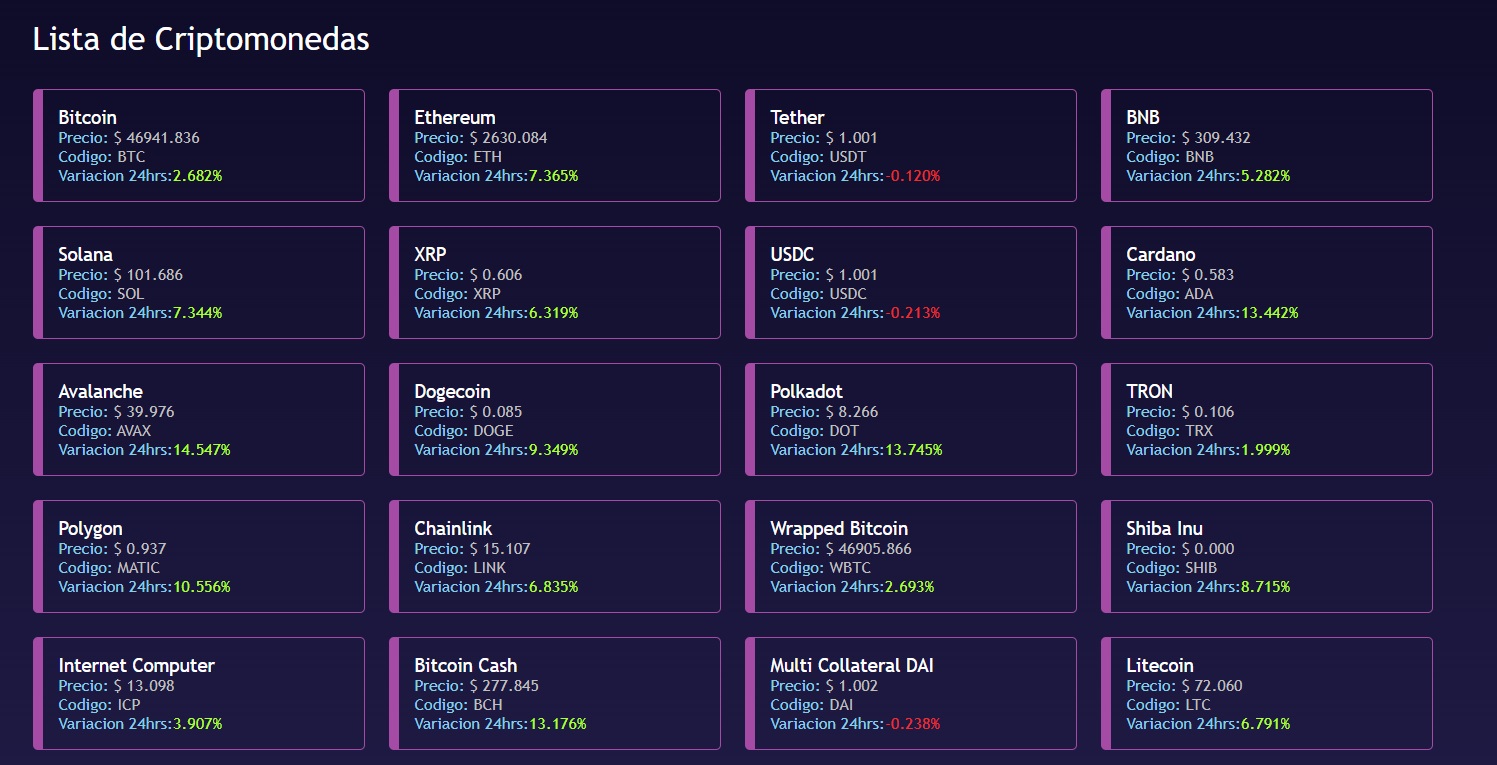 Lista de Criptomonedas
Bitcoin
Precio: $ 46941.836
Codigo: BTC
Variacion 24hrs:2.682%
Ethereum
Precio: $ 2630.084
Codigo: ETH
Variacion 24hrs:7.365%
Tether
Precio: $ 1.001
Codigo: USDT
Variacion 24hrs:-0.120%
BNB
Precio: $ 309.432
Codigo: BNB
Variacion 24hrs:5.282%
Solana
Precio: $ 101.686
Codigo: SOL
Variacion 24hrs:7.344%
XRP
Precio: $ 0.606
Codigo: XRP
Variacion 24hrs:6.319%
USDC
Precio: $ 1.001
Codigo: USDC
Variacion 24hrs:-0.213%
Cardano
Precio: $ 0.583
Codigo: ADA
Variacion 24hrs:13.442%
Avalanche
Precio: $ 39.976
Codigo: AVAX
Variacion 24hrs:14.547%
Dogecoin
Precio: $ 0.085
Codigo: DOGE
Variacion 24hrs:9.349%
Polkadot
Precio: $ 8.266
Codigo: DOT
Variacion 24hrs:13.745%
TRON
Precio: $ 0.106
Codigo: TRX
Variacion 24hrs:1.999%
Polygon
Precio: $ 0.937
Codigo: MATIC
Variacion 24hrs:10.556%
Chainlink
Precio: $ 15.107
Codigo: LINK
Variacion 24hrs:6.835%
Wrapped Bitcoin
Precio: $ 46905.866
Codigo: WBTC
Variacion 24hrs:2.693%
Shiba Inu
Precio: $ 0.000
Codigo: SHIB
Variacion 24hrs:8.715%
Internet Computer
Precio: $ 13.098
Codigo: ICP
Variacion 24hrs:3.907%
Bitcoin Cash
Precio: $ 277.845
Codigo: BCH
Variacion 24hrs:13.176%
Multi Collateral DAI
Precio: $ 1.002
Codigo: DAI
Variacion 24hrs:-0.238%
Litecoin
Precio: $ 72.060
Codigo: LTC
Variacion 24hrs:6.791%